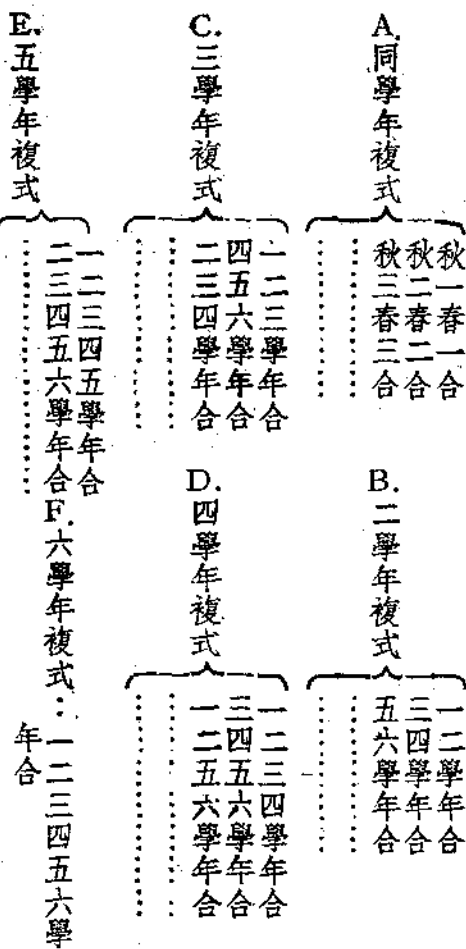 A. 同學年複式
秋一春一合
秋二春二合
秋三春三合
…………
…………
B. 二學年複式
一二學年合
三四學年合
五六學年合
…………
…………
C. 三學年複式
一二三學年合
四五六學年合
二三四學年合
…………
…………
D. 四學年複式
一二三四學年合
三四五六學年合
一二五六學年合
…………
…………
E. 五學年複式
一二三四五學年合
二三四五六學年合
…………
F. 六學年複式：一二三四五六學
年合